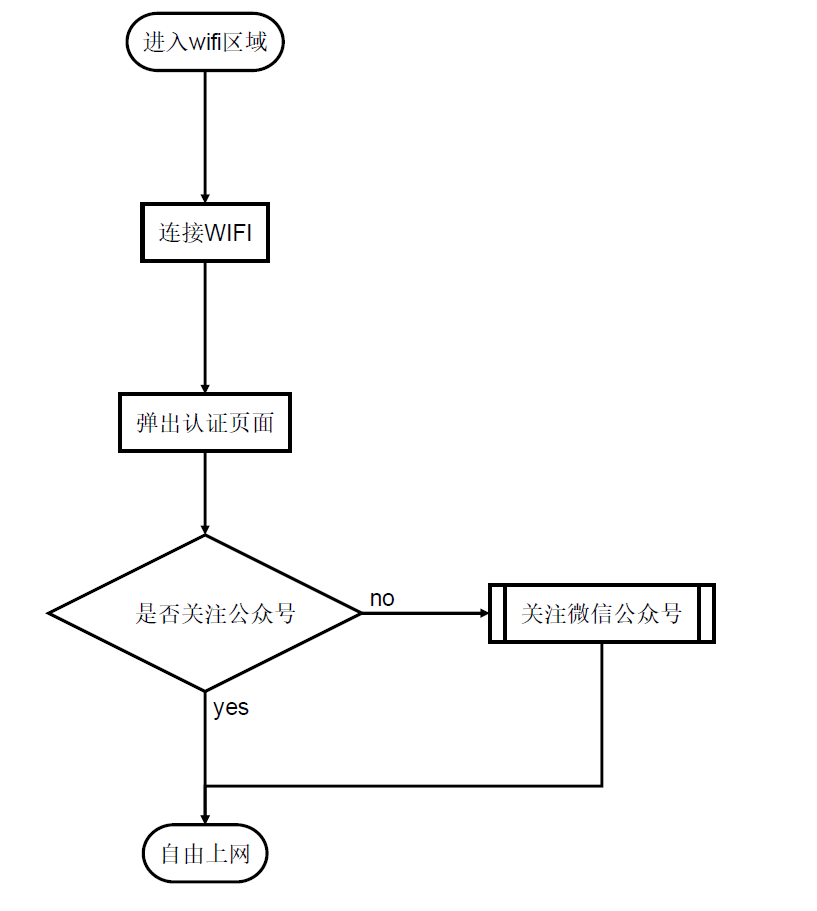 进入wifi区域
连接WIFI
弹出认证页面
是否关注公众号
no
关注微信公众号
yes
自由上网